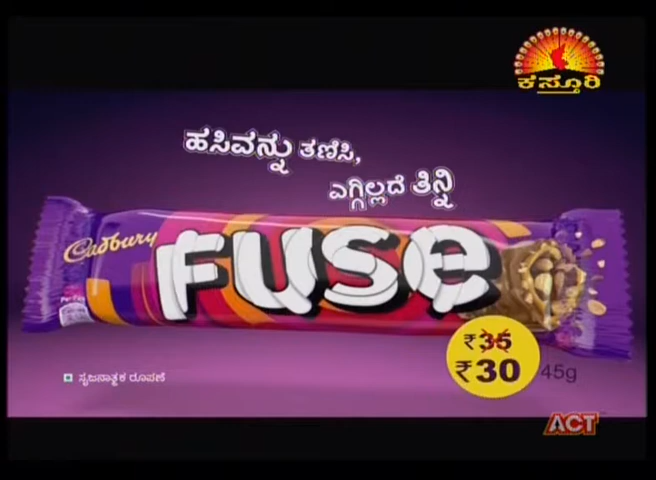 ಕಸ್ತೂರಿ
ಹಸಿವನ್ನು ತಣಿಸಿ,
ಎಗ್ಗಿಲ್ಲದೆ ತಿನ್ನಿ
Cadbury
FUSE
₹35
₹30
45g
ಸೃಜನಾತ್ಮಕ ರೂಪಣೆ
ACT